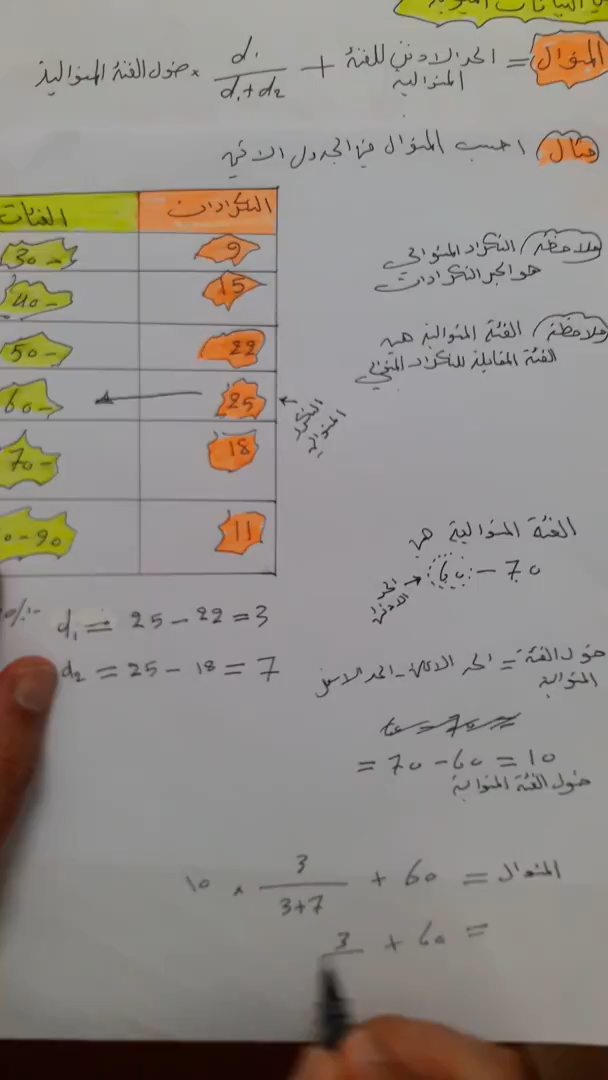 المنوال = الحد الادنى للفئة المنوالية + d₁ / d₁+d₂ × طول الفئة المنوالية
مثال احسب المنوال من الجدول الاتي
الفئات التكرارات
30- 9
40- 15
50- 22
60- 25
70- 18
0-90 11
ملاحظة/ التكرار المنوالي
هو اكبر التكرارات
ملاحظة/ الفئة المنوالية هي
الفئة المقابلة للتكرار المنوالي
الفئة المنوالية هي
60 - 70
الحد الادنى
d₁ = 25 - 22 = 3
d₂ = 25 - 18 = 7
طول الفئة المنوالية = الحد الاعلى - الحد الادنى
= 70 - 60 = 10
طول الفئة المنوالية
المنوال = 60 + 3 / 3+7 × 10
= 60 + 3